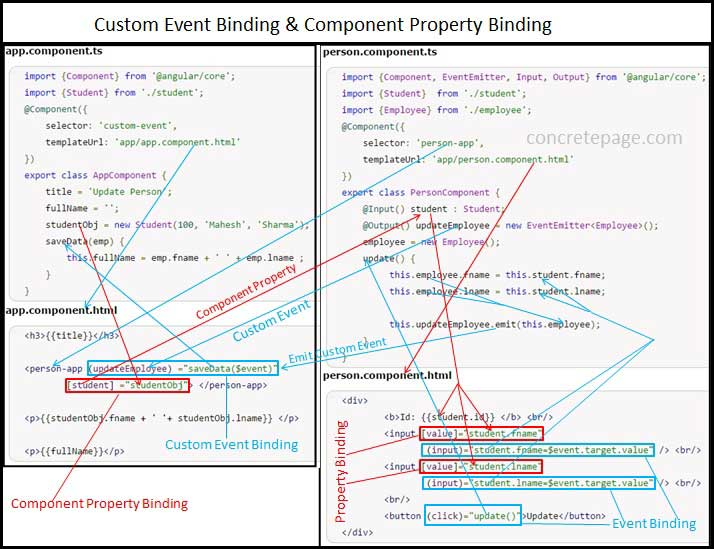 Custom Event Binding & Component Property Binding
app.component.ts
import {Component} from '@angular/core';
import {Student} from './student';
@Component({
selector: 'custom-event',
templateUrl: 'app/app.component.html'
})
export class AppComponent {
title = 'Update Person';
fullName = '';
studentObj = new Student(100, 'Mahesh', 'Sharma');
saveData(emp) {
this.fullName = emp.fname + ' ' + emp.lname ;
}
}
app.component.html
<h3>{{title}}</h3>
<person-app (updateEmployee) ="saveData($event)"
[student] ="studentObj"> </person-app>
<p>{{studentObj.fname + ' '+ studentObj.lname}} </p>
<p>{{fullName}}</p>
Custom Event Binding
Component Property Binding
Component Property
Custom Event
Emit Custom Event
person.component.ts
import {Component, EventEmitter, Input, Output} from '@angular/core';
import {Student}  from './student';
import {Employee} from './employee';
@Component({
concretepage.com
selector: 'person-app',
templateUrl: 'app/person.component.html'
})
export class PersonComponent {
@Input() student : Student;
@Output() updateEmployee = new EventEmitter<Employee>();
employee = new Employee();
update() {
this.employee.fname = this.student.fname;
this.employee.lname = this.student.lname;
this.updateEmployee.emit(this.employee);
}
person.component.html
<div>
<b>Id: {{student.id}} </b> <br/>
<input [value]="student.fname"
(input)="student.fname=$event.target.value" /> <br/>
<input [value]="student.lname"
(input)="student.lname=$event.target.value" /> <br/>
<br/>
<button (click)="update()">Update</button>
</div>
Property Binding
Event Binding